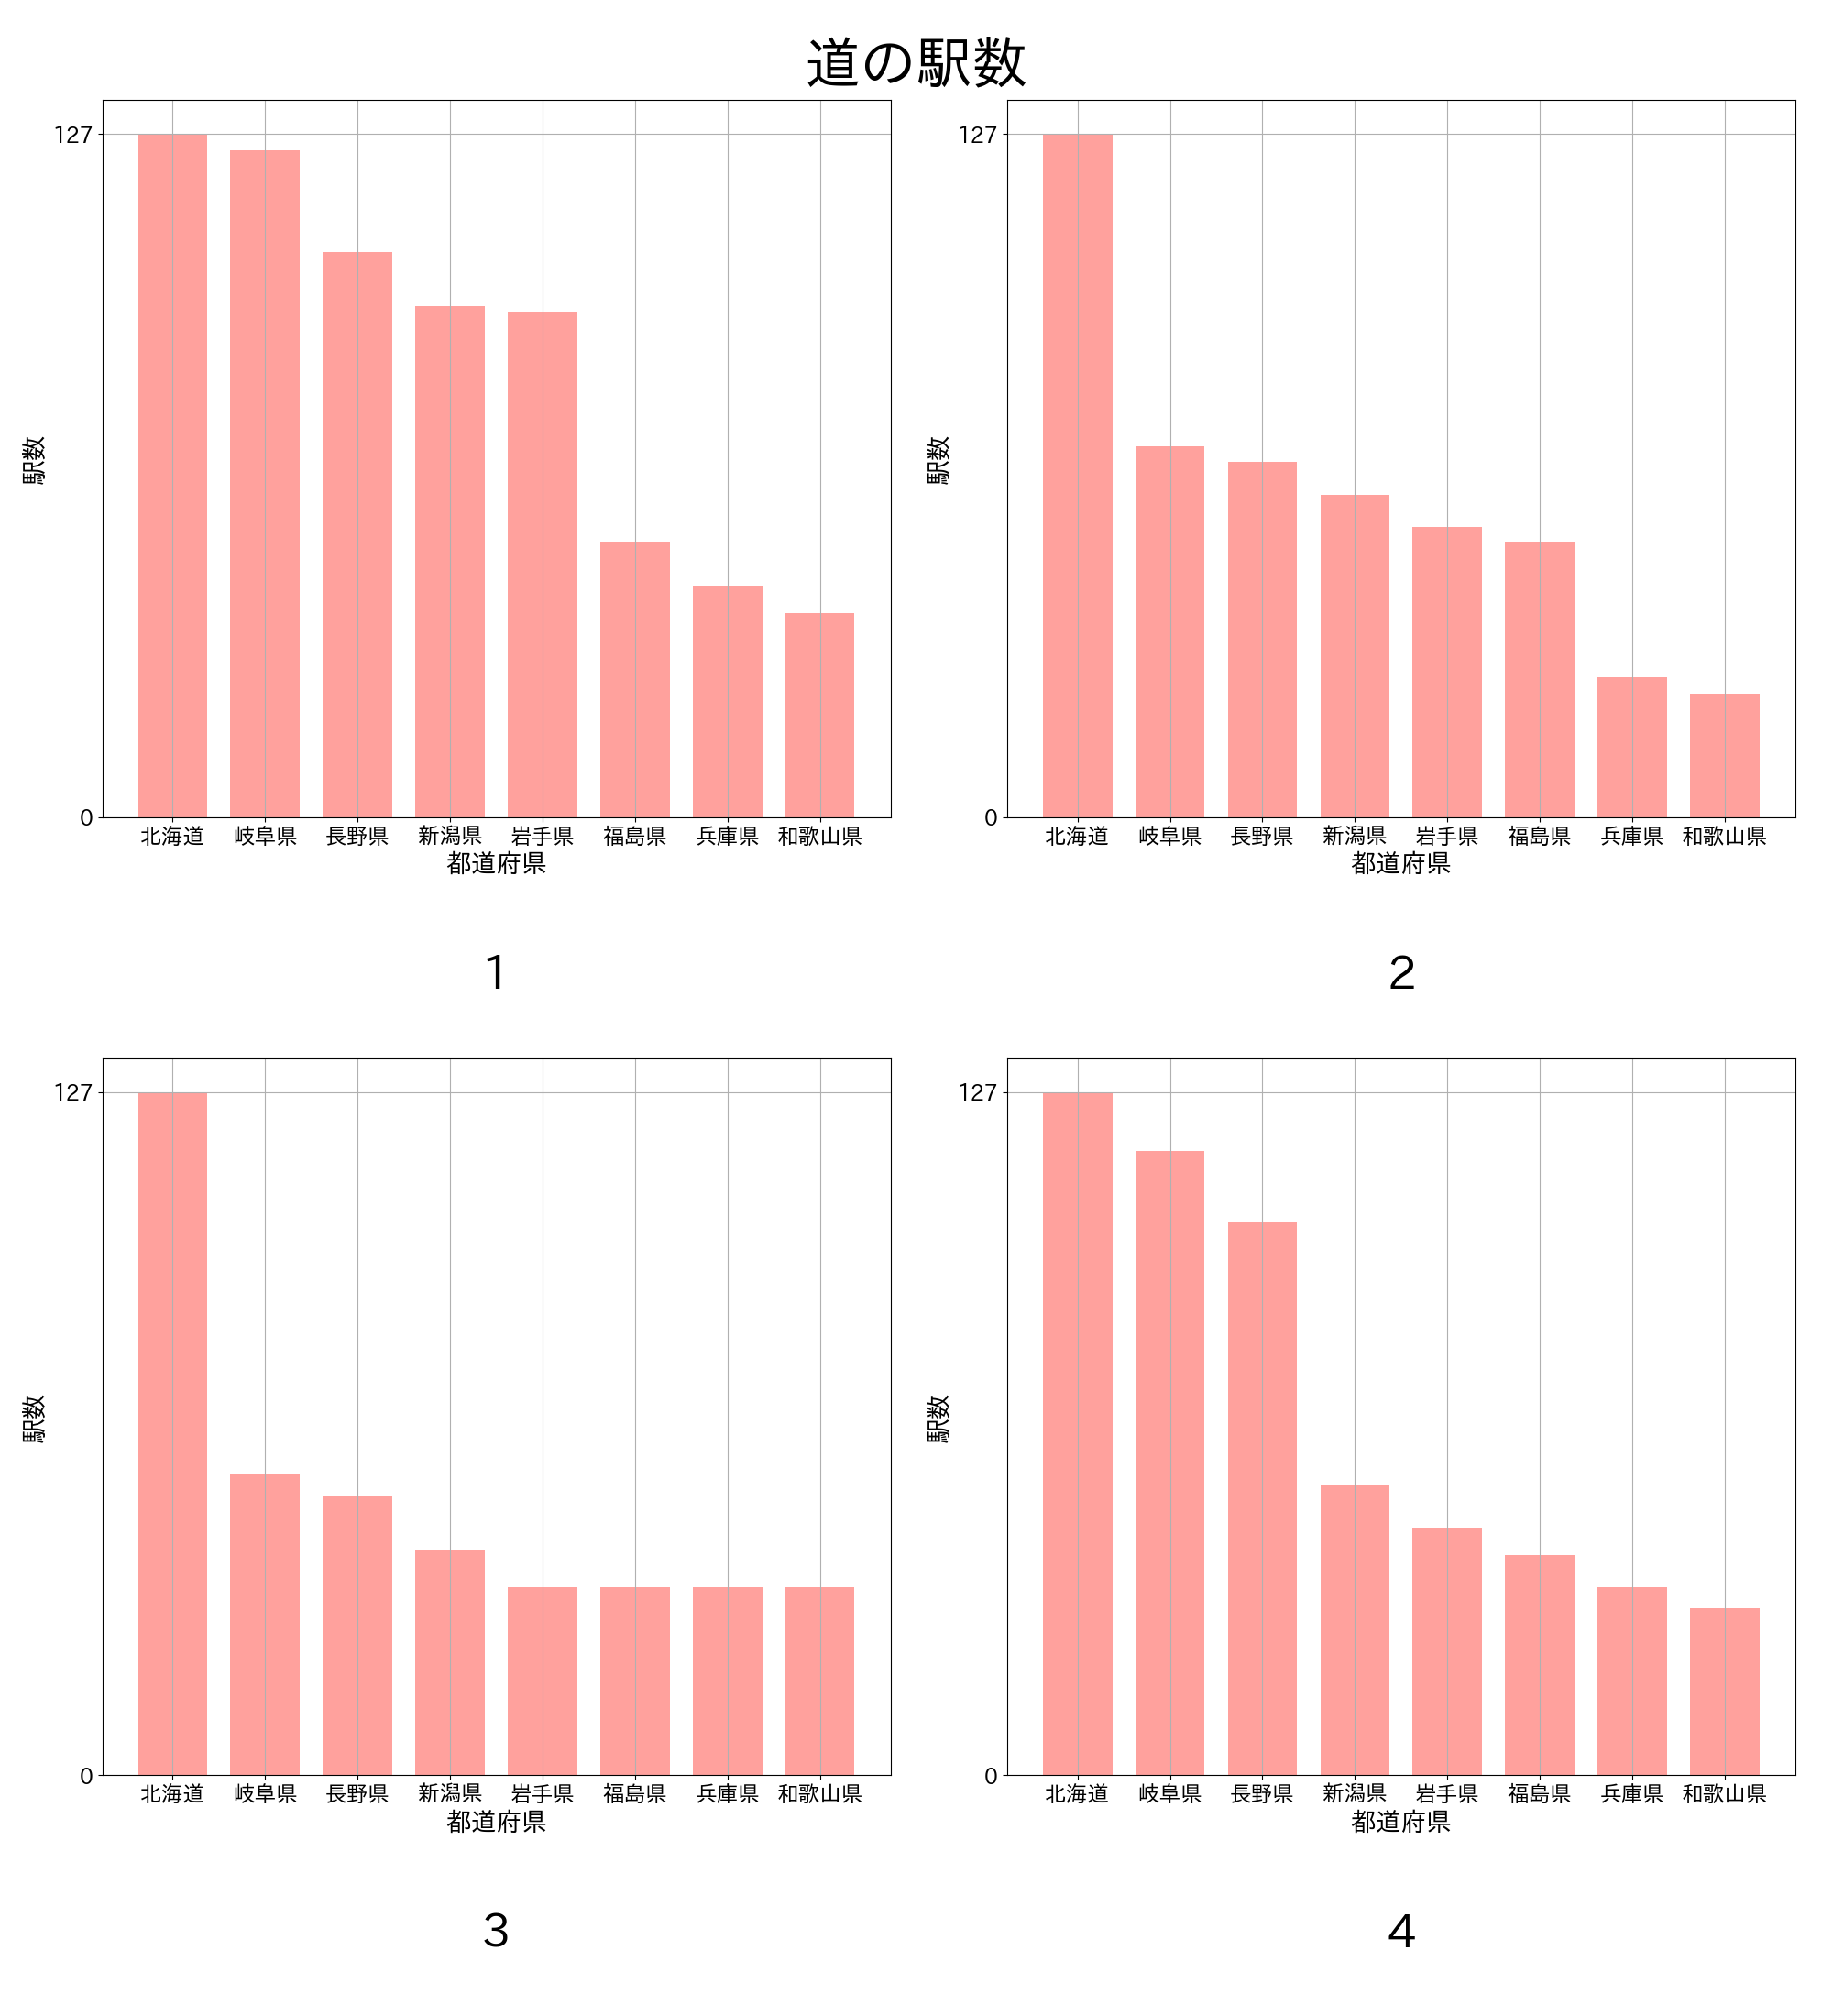 道の駅数
127
0
駅数
北海道 岐阜県 長野県 新潟県 岩手県 福島県 兵庫県 和歌山県
都道府県
1
127
0
駅数
北海道 岐阜県 長野県 新潟県 岩手県 福島県 兵庫県 和歌山県
都道府県
2
127
0
駅数
北海道 岐阜県 長野県 新潟県 岩手県 福島県 兵庫県 和歌山県
都道府県
3
127
0
駅数
北海道 岐阜県 長野県 新潟県 岩手県 福島県 兵庫県 和歌山県
都道府県
4